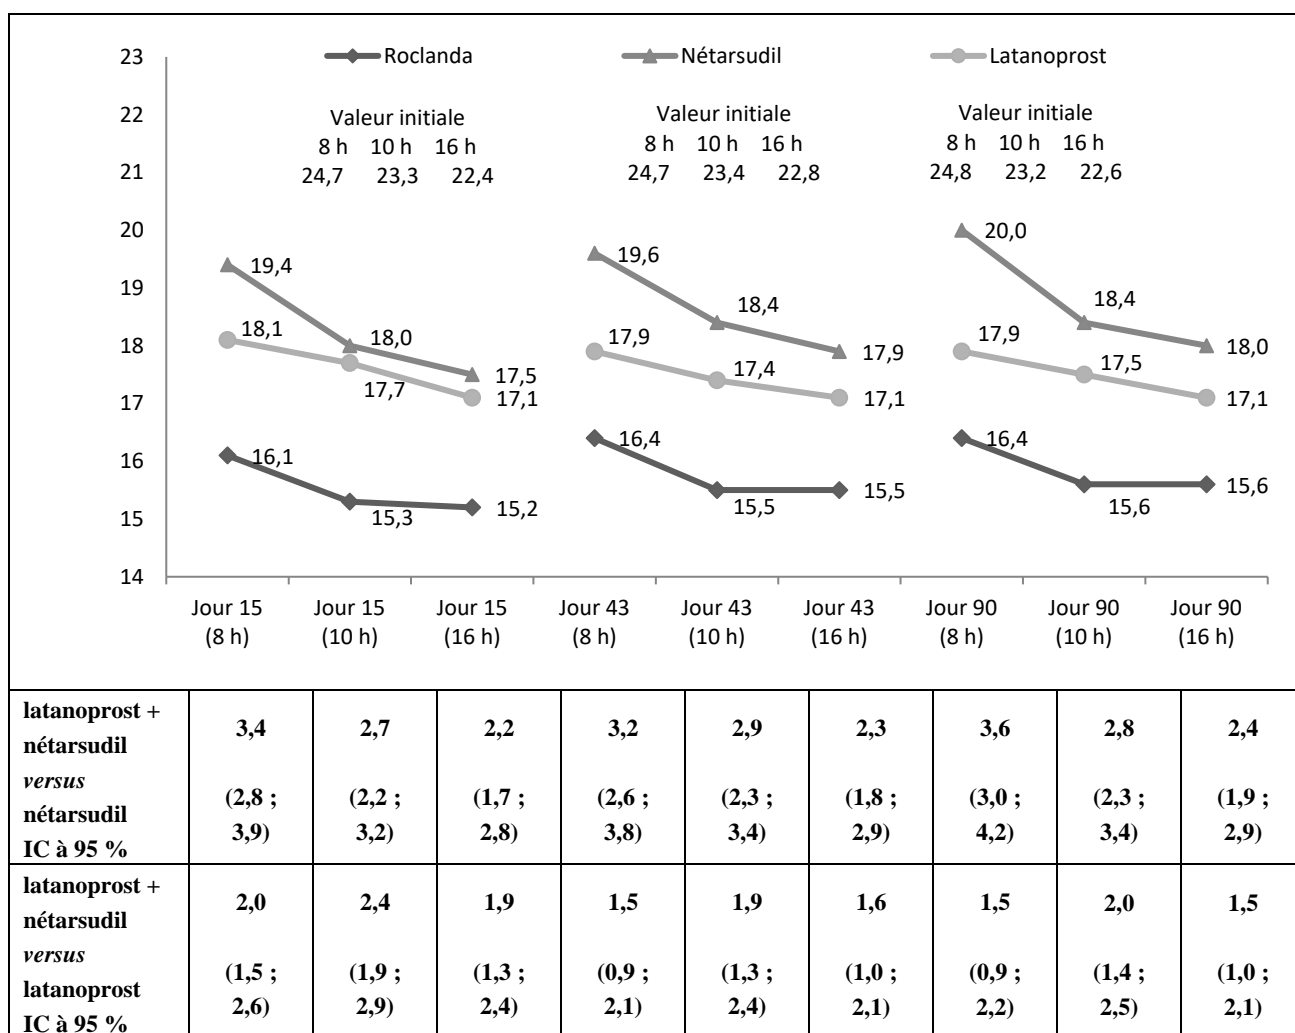 Roclanda Nétarsudil Latanoprost
Valeur initiale Valeur initiale Valeur initiale
8 h 10 h 16 h 8 h 10 h 16 h 8 h 10 h 16 h
24,7 23,3 22,4 24,7 23,4 22,8 24,8 23,2 22,6
23
22
21
20
19
18
17
16
15
14
19,4 18,0 17,5 19,6 18,4 17,9 20,0 18,4 18,0
18,1 17,7 17,1 17,9 17,4 17,1 17,9 17,5 17,1
16,1 15,3 15,2 16,4 15,5 15,5 16,4 15,6 15,6
Jour 15 Jour 15 Jour 15 Jour 43 Jour 43 Jour 43 Jour 90 Jour 90 Jour 90
(8 h) (10 h) (16 h) (8 h) (10 h) (16 h) (8 h) (10 h) (16 h)
latanoprost +
nétarsudil
versus
nétarsudil
IC à 95 %
3,4 2,7 2,2 3,2 2,9 2,3 3,6 2,8 2,4
(2,8 ; (2,2 ; (1,7 ; (2,6 ; (2,3 ; (1,8 ; (3,0 ; (2,3 ; (1,9 ;
3,9) 3,2) 2,8) 3,8) 3,4) 2,9) 4,2) 3,4) 2,9)
latanoprost +
nétarsudil
versus
latanoprost
IC à 95 %
2,0 2,4 1,9 1,5 1,9 1,6 1,5 2,0 1,5
(1,5 ; (1,9 ; (1,3 ; (0,9 ; (1,3 ; (1,0 ; (0,9 ; (1,4 ; (1,0 ;
2,6) 2,9) 2,4) 2,1) 2,4) 2,1) 2,2) 2,5) 2,1)